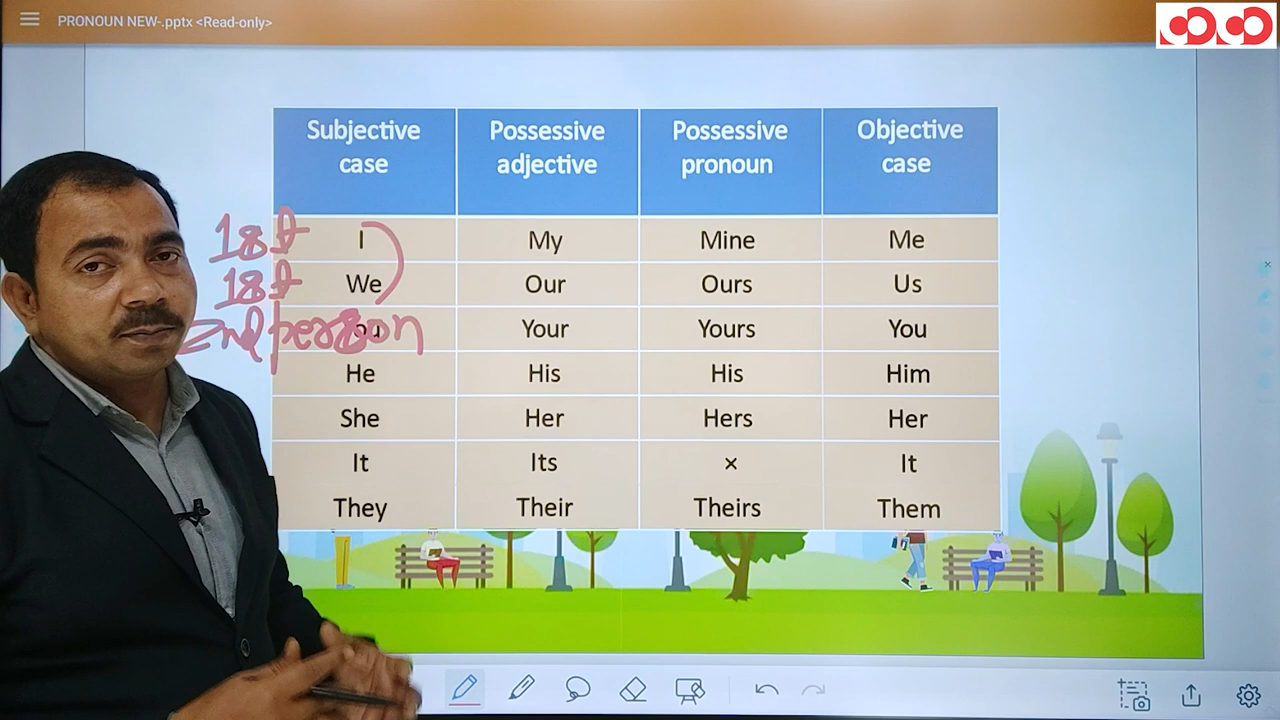 PRONOUN NEW-.pptx <Read-only>
Subjective case
Possessive adjective
Possessive pronoun
Objective case
1st I My Mine Me
1st We Our Ours Us
2nd person You Your Yours You
He His His Him
She Her Hers Her
It Its × It
They Their Theirs Them